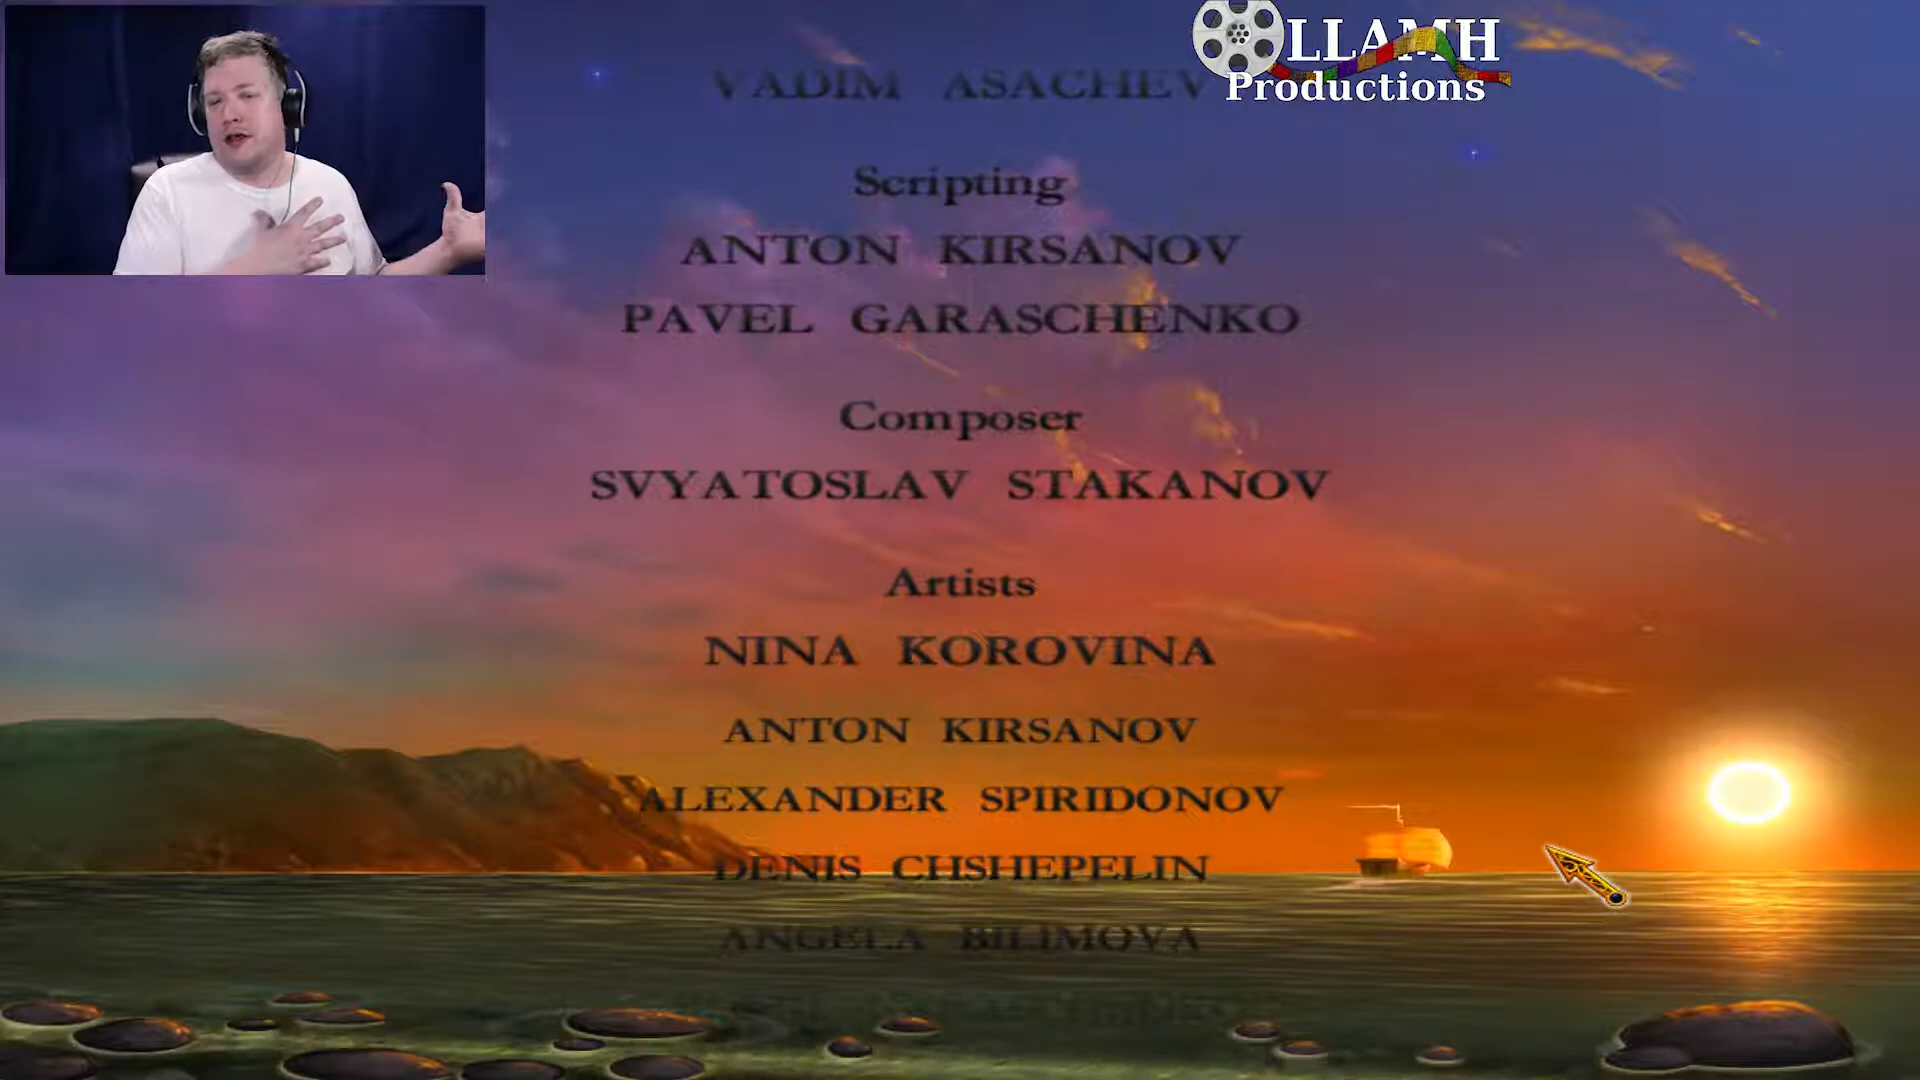 LLAMH
Productions
VADIM ASACHEV
Scripting
ANTON KIRSANOV
PAVEL GARASCHENKO
Composer
SVYATOSLAV STAKANOV
Artists
NINA KOROVINA
ANTON KIRSANOV
ALEXANDER SPIRIDONOV
DENIS CHSHEPELIN
ANGELA BILIMOVA